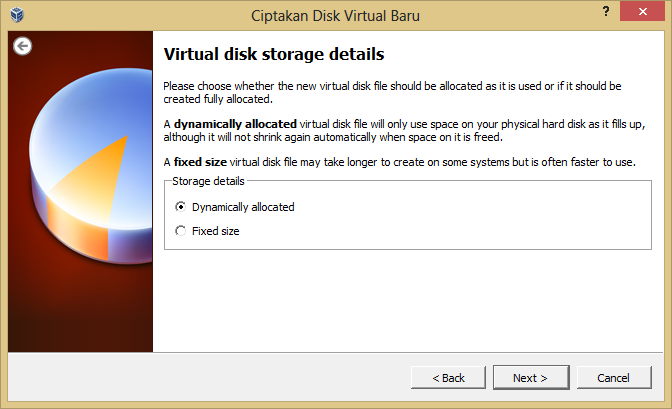 Ciptakan Disk Virtual Baru
?
Virtual disk storage details
Please choose whether the new virtual disk file should be allocated as it is used or if it should be
created fully allocated.
A dynamically allocated virtual disk file will only use space on your physical hard disk as it fills up,
although it will not shrink again automatically when space on it is freed.
A fixed size virtual disk file may take longer to create on some systems but is often faster to use.
Storage details
Dynamically allocated
Fixed size
< Back
Next >
Cancel